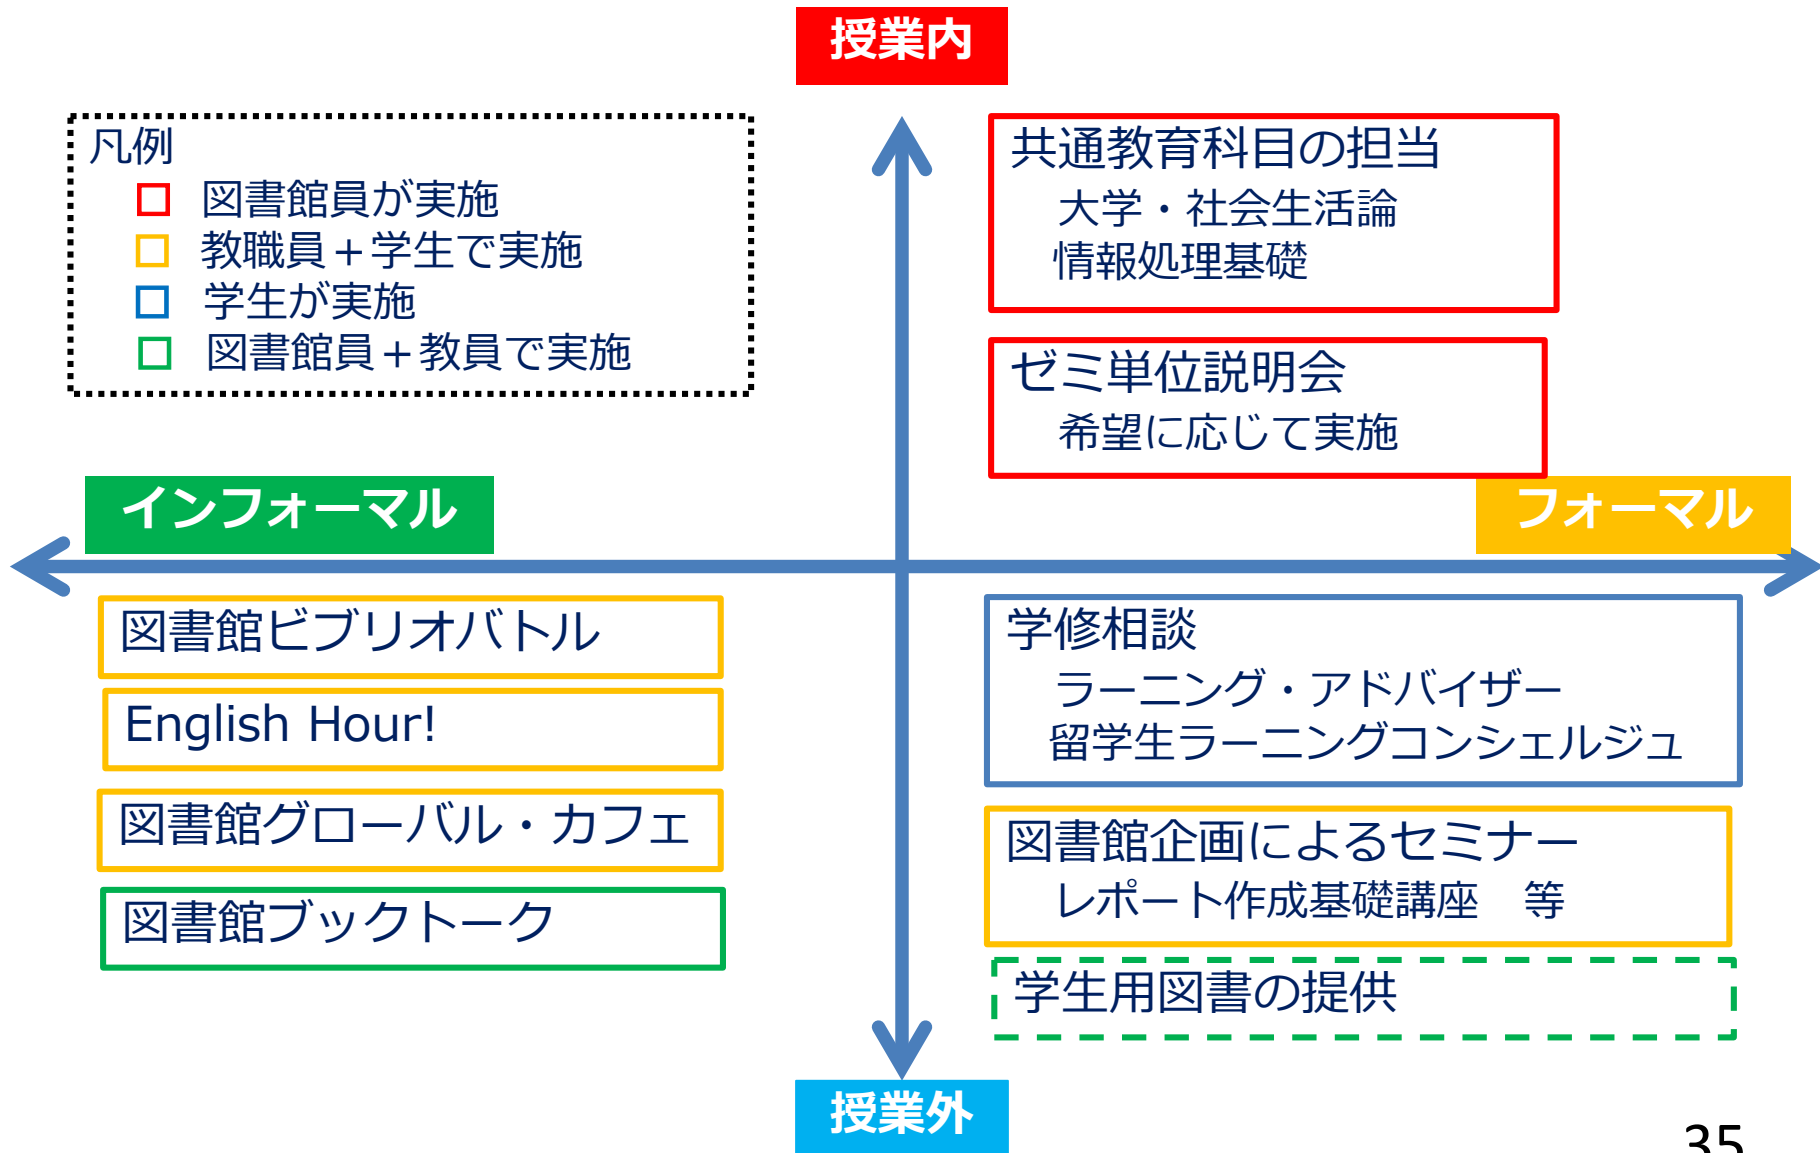 授業内
凡例
図書館員が実施
教職員＋学生で実施
学生が実施
図書館員＋教員で実施
共通教育科目の担当
大学・社会生活論
情報処理基礎
ゼミ単位説明会
希望に応じて実施
インフォーマル
フォーマル
図書館ビブリオバトル
English Hour!
図書館グローバル・カフェ
図書館ブックトーク
学修相談
ラーニング・アドバイザー
留学生ラーニングコンシェルジュ
図書館企画によるセミナー
レポート作成基礎講座　等
学生用図書の提供
授業外
35